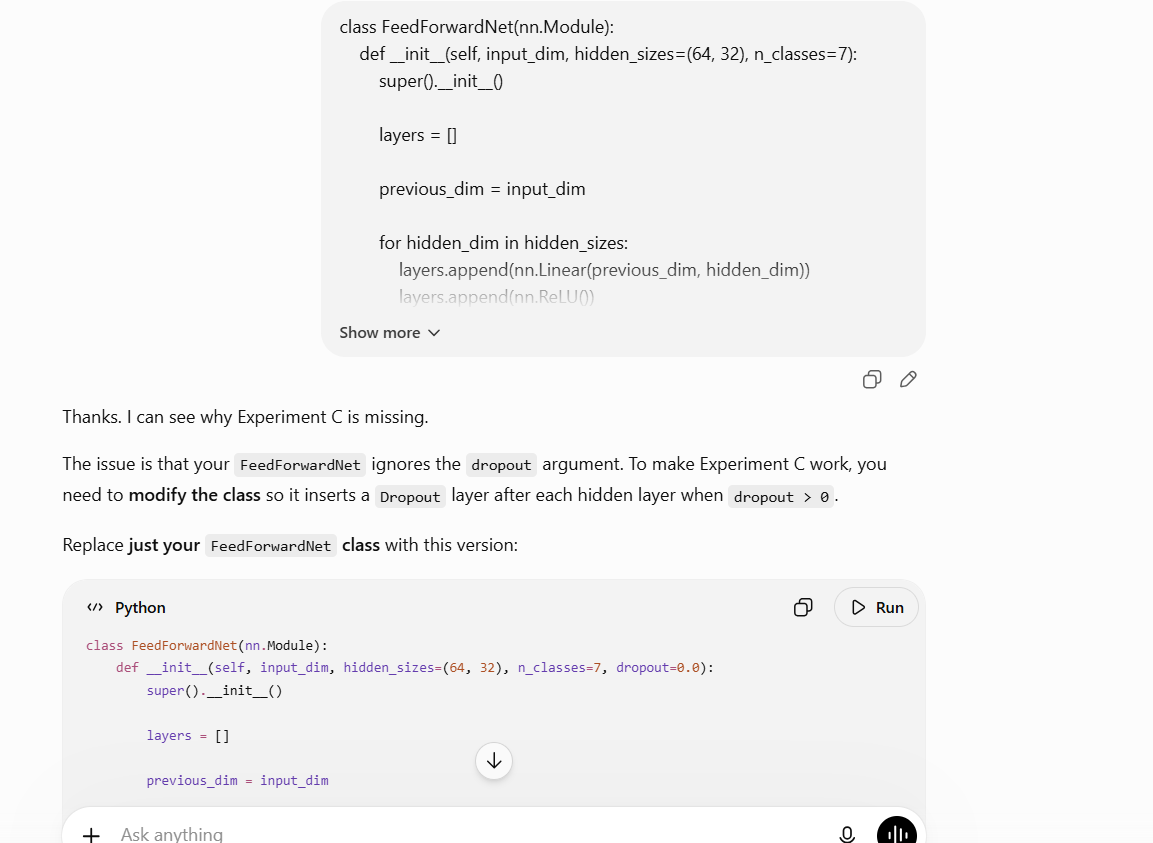 class FeedForwardNet(nn.Module):
def __init__(self, input_dim, hidden_sizes=(64, 32), n_classes=7):
super().__init__()
layers = []
previous_dim = input_dim
for hidden_dim in hidden_sizes:
layers.append(nn.Linear(previous_dim, hidden_dim))
layers.append(nn.ReLU())
Show more
Thanks. I can see why Experiment C is missing.
The issue is that your FeedForwardNet ignores the dropout argument. To make Experiment C work, you
need to modify the class so it inserts a Dropout layer after each hidden layer when dropout > 0.
Replace just your FeedForwardNet class with this version:
Python
Run
class FeedForwardNet(nn.Module):
def __init__(self, input_dim, hidden_sizes=(64, 32), n_classes=7, dropout=0.0):
super().__init__()
layers = []
previous_dim = input_dim
Ask anything